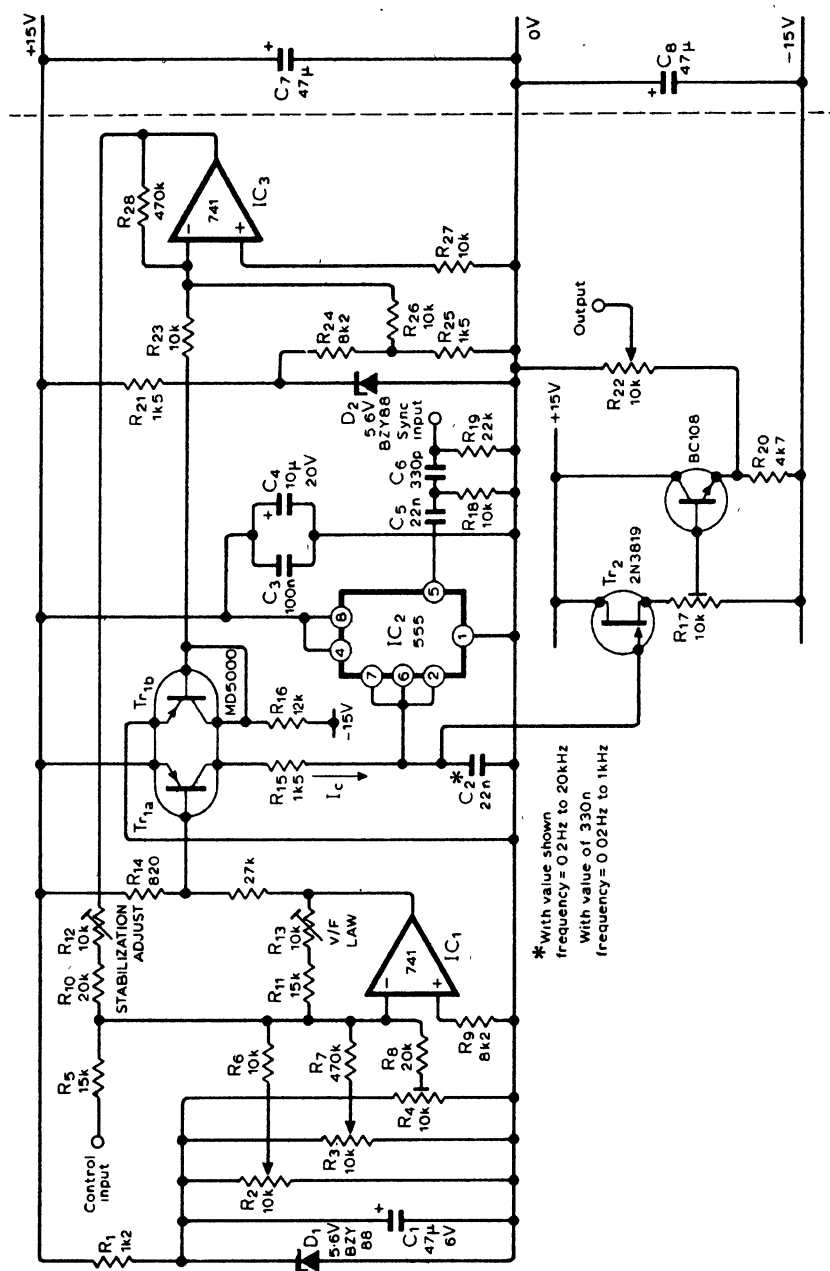 +15V
0V
−15V
C7
47μ
+
C8
47μ
+
R28
470k
741
IC3
−
+
R27
10k
R23
10k
R24
8k2
R26
10k
R25
1k5
R21
1k5
D2
5·6V
BZY88
Sync
input
C6
330p
R19
22k
C5
22n
R18
10k
C4
10μ
20V
+
C3
100n
IC2
555
8
4
7
6
2
5
1
Output
R22
10k
+15V
BC108
R20
4k7
Tr2
2N3819
R17
10k
Tr1b
MD5000
Tr1a
R16
12k
−15V
R15
1k5
Ic
*
C2
22n
*With value shown
frequency = 0·2Hz to 20kHz
With value of 330n
frequency = 0·02Hz to 1kHz
R14
820
27k
R12
10k
STABILIZATION
ADJUST
R10
20k
R13
10k
V/F
LAW
R11
15k
741
IC1
−
+
R9
8k2
R5
15k
Control
input
R6
10k
R7
470k
R8
20k
R4
10k
R3
10k
R2
10k
R1
1k2
D1
5·6V
BZY
88
C1
47μ
6V
+